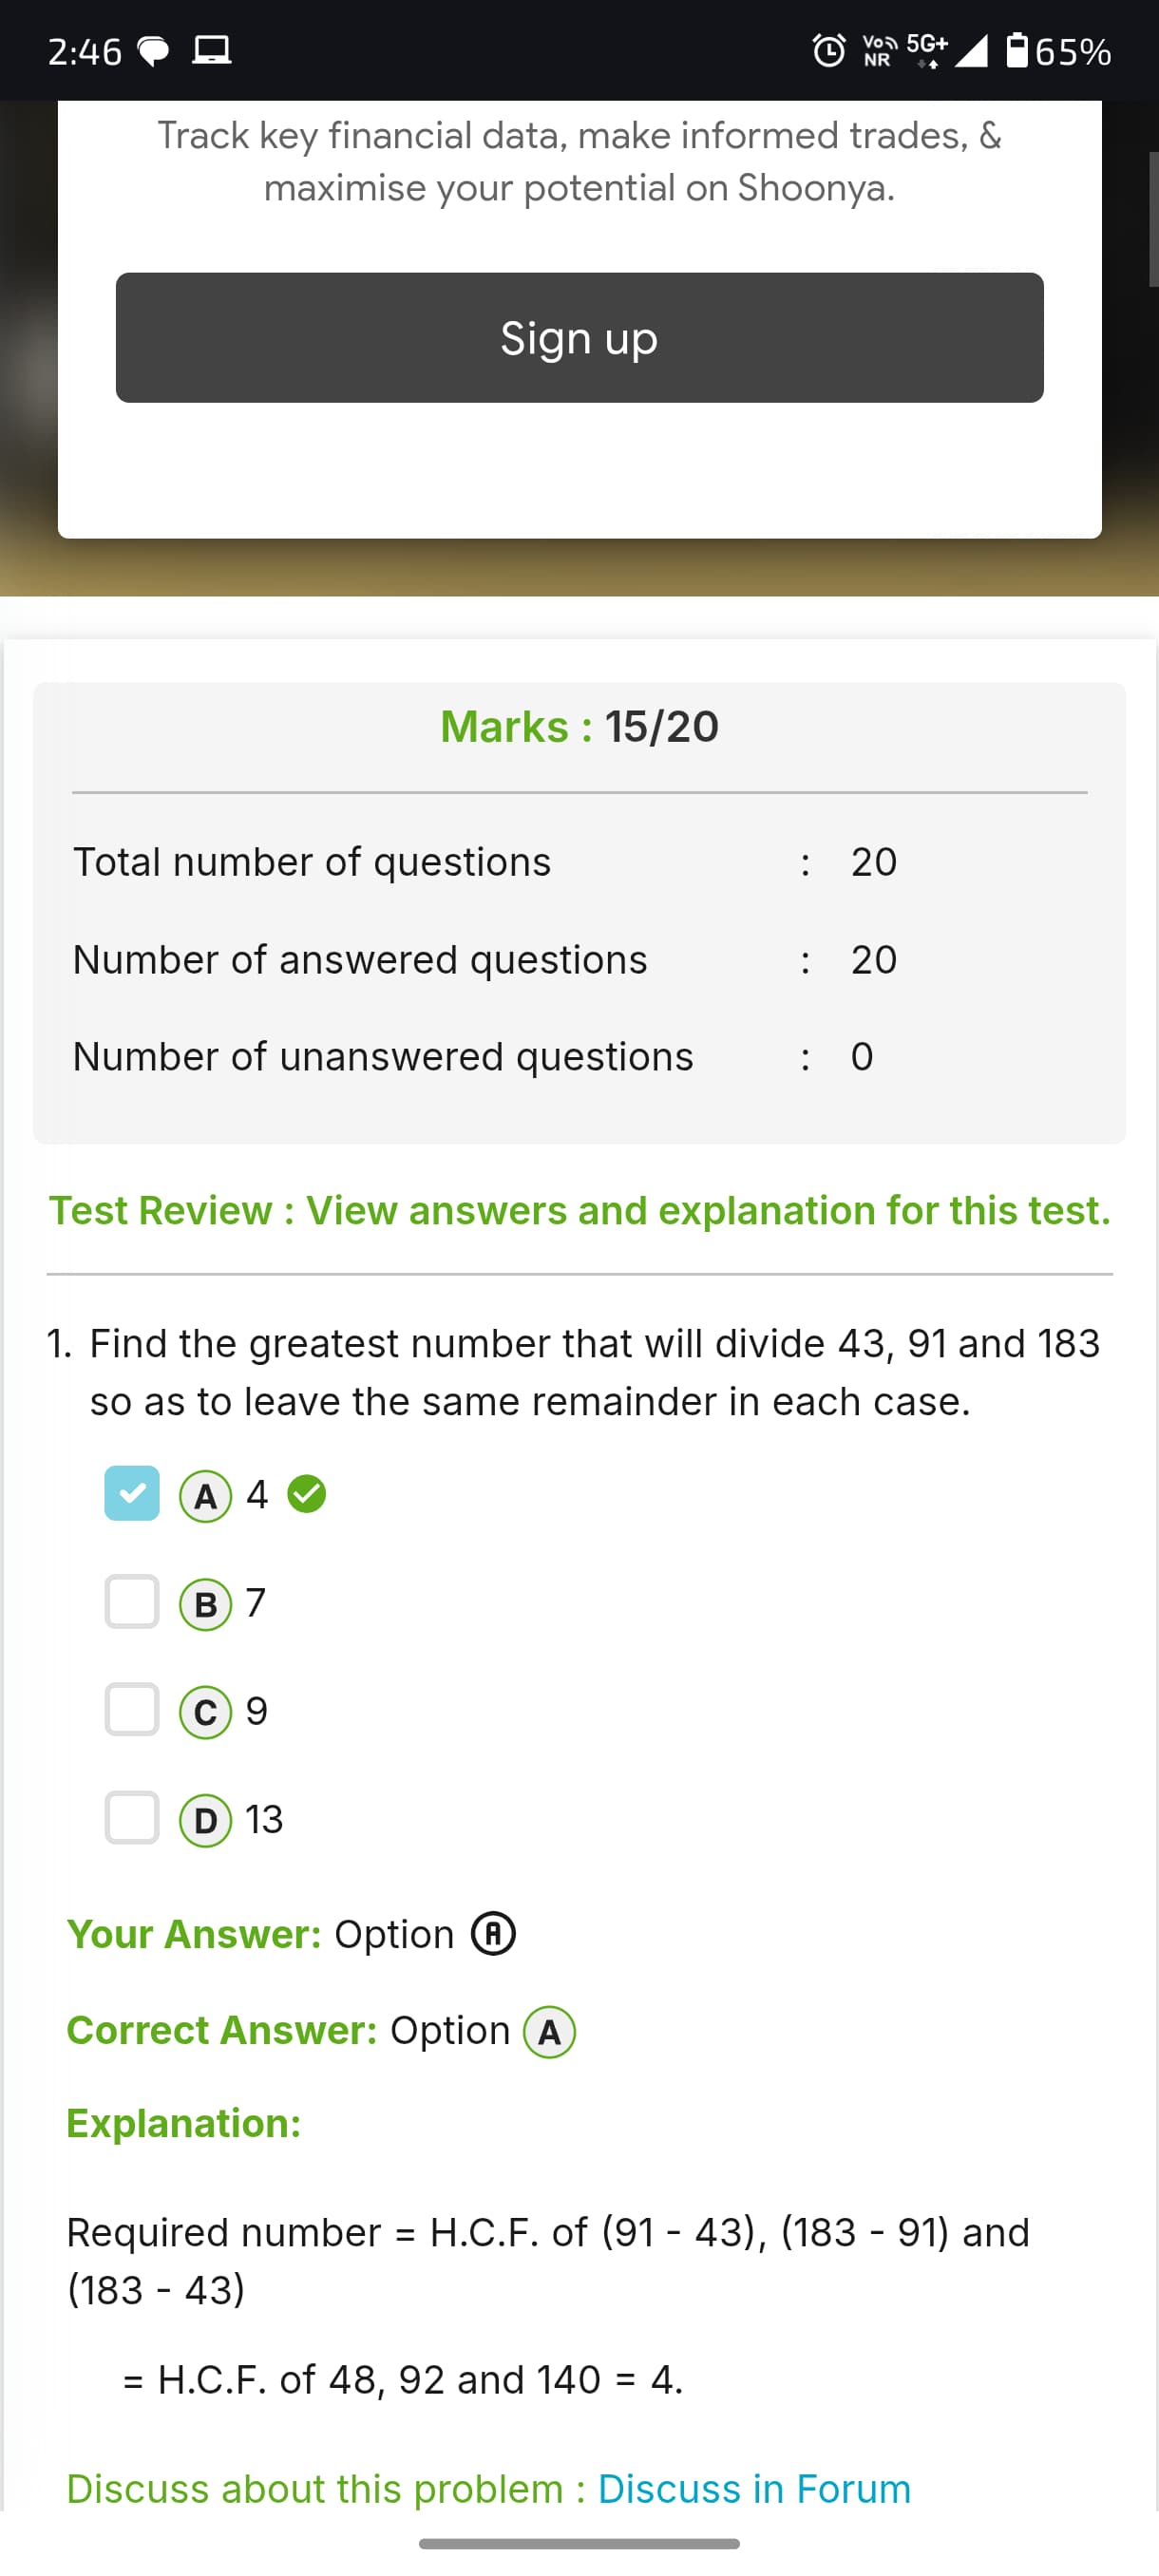 2:46
Vo NR 5G+ 65%
Track key financial data, make informed trades, &
maximise your potential on Shoonya.
Sign up
Marks : 15/20
Total number of questions : 20
Number of answered questions : 20
Number of unanswered questions : 0
Test Review : View answers and explanation for this test.
1. Find the greatest number that will divide 43, 91 and 183
so as to leave the same remainder in each case.
A 4
B 7
C 9
D 13
Your Answer: Option A
Correct Answer: Option A
Explanation:
Required number = H.C.F. of (91 - 43), (183 - 91) and
(183 - 43)
= H.C.F. of 48, 92 and 140 = 4.
Discuss about this problem : Discuss in Forum